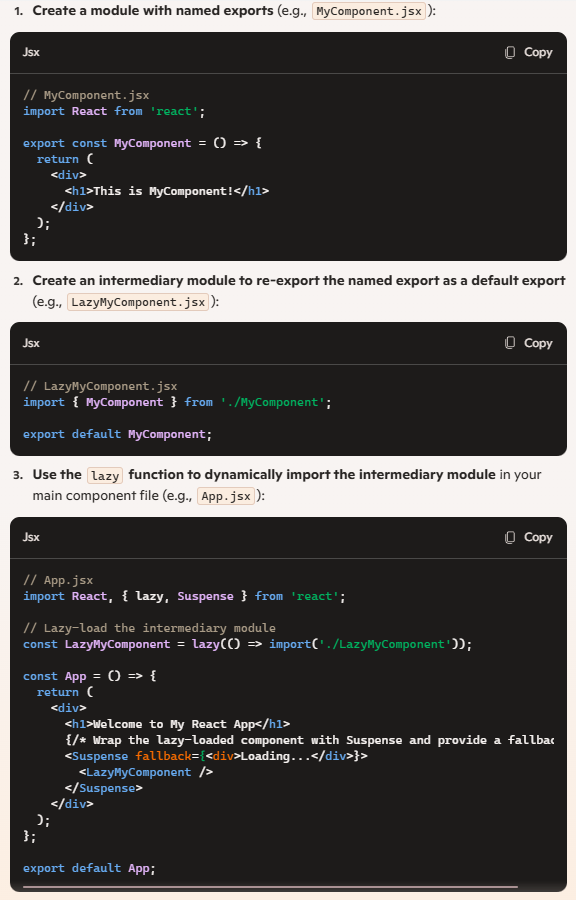 1. Create a module with named exports (e.g., MyComponent.jsx ):
Jsx Copy
// MyComponent.jsx
import React from 'react';
export const MyComponent = () => {
return (
<div>
<h1>This is MyComponent!</h1>
</div>
);
};
2. Create an intermediary module to re-export the named export as a default export
(e.g., LazyMyComponent.jsx ):
Jsx Copy
// LazyMyComponent.jsx
import { MyComponent } from './MyComponent';
export default MyComponent;
3. Use the lazy function to dynamically import the intermediary module in your
main component file (e.g., App.jsx ):
Jsx Copy
// App.jsx
import React, { lazy, Suspense } from 'react';
// Lazy-load the intermediary module
const LazyMyComponent = lazy(() => import('./LazyMyComponent'));
const App = () => {
return (
<div>
<h1>Welcome to My React App</h1>
{/* Wrap the lazy-loaded component with Suspense and provide a fallbac
<Suspense fallback={<div>Loading...</div>}>
<LazyMyComponent />
</Suspense>
</div>
);
};
export default App;